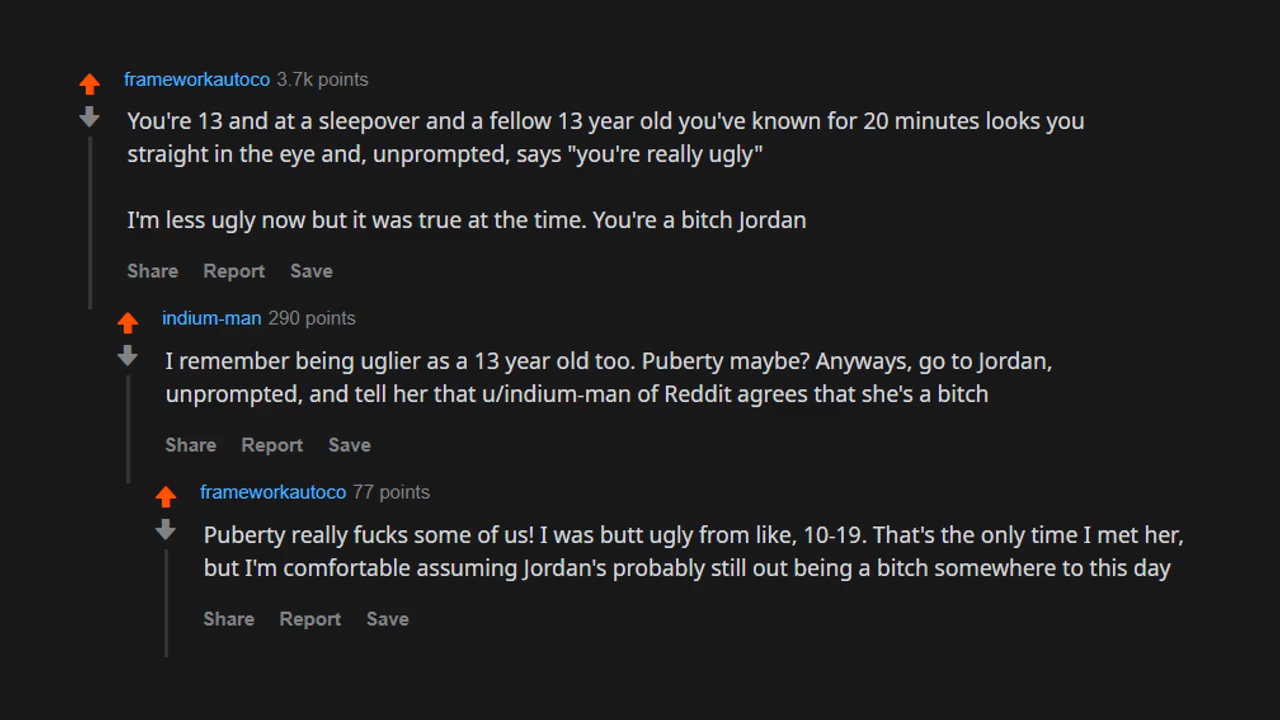 frameworkautoco 3.7k points
You're 13 and at a sleepover and a fellow 13 year old you've known for 20 minutes looks you
straight in the eye and, unprompted, says "you're really ugly"
I'm less ugly now but it was true at the time. You're a bitch Jordan
Share Report Save
indium-man 290 points
I remember being uglier as a 13 year old too. Puberty maybe? Anyways, go to Jordan,
unprompted, and tell her that u/indium-man of Reddit agrees that she's a bitch
Share Report Save
frameworkautoco 77 points
Puberty really fucks some of us! I was butt ugly from like, 10-19. That's the only time I met her,
but I'm comfortable assuming Jordan's probably still out being a bitch somewhere to this day
Share Report Save